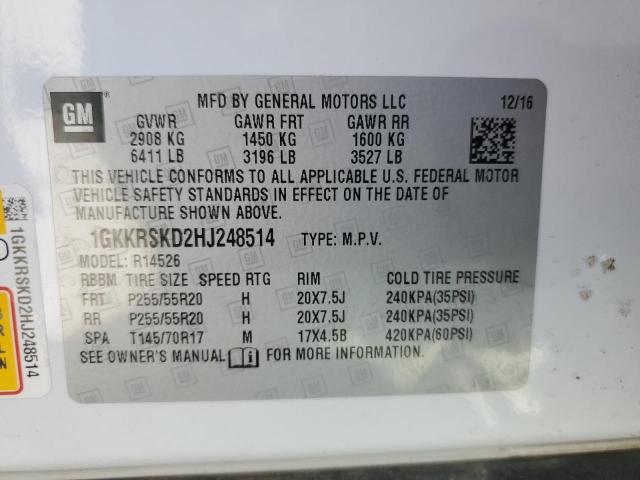 GM
MFD BY GENERAL MOTORS LLC 12/16
GVWR GAWR FRT GAWR RR
2908 KG 1450 KG 1600 KG
6411 LB 3196 LB 3527 LB
THIS VEHICLE CONFORMS TO ALL APPLICABLE U.S. FEDERAL MOTOR
VEHICLE SAFETY STANDARDS IN EFFECT ON THE DATE OF
MANUFACTURE SHOWN ABOVE.
1GKKRSKD2HJ248514 TYPE: M.P.V.
MODEL: R14526
RBBM TIRE SIZE SPEED RTG RIM COLD TIRE PRESSURE
FRT P255/55R20 H 20X7.5J 240KPA(35PSI)
RR P255/55R20 H 20X7.5J 240KPA(35PSI)
SPA T145/70R17 M 17X4.5B 420KPA(60PSI)
SEE OWNER'S MANUAL FOR ADDITIONAL INFORMATION.
1GKKRSKD2HJ248514